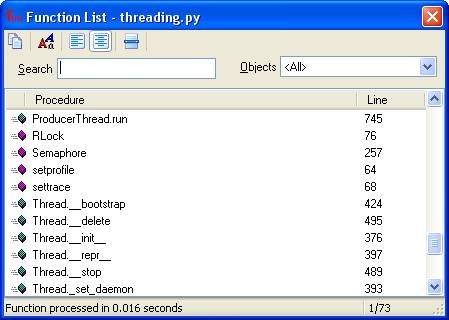 Function List - threading.py
Search
Objects <All>
Procedure Line
ProducerThread.run 745
RLock 76
Semaphore 257
setprofile 64
settrace 68
Thread.__bootstrap 424
Thread.__delete 495
Thread.__init__ 376
Thread.__repr__ 397
Thread.__stop 489
Thread._set_daemon 393
Function processed in 0.016 seconds 1/73